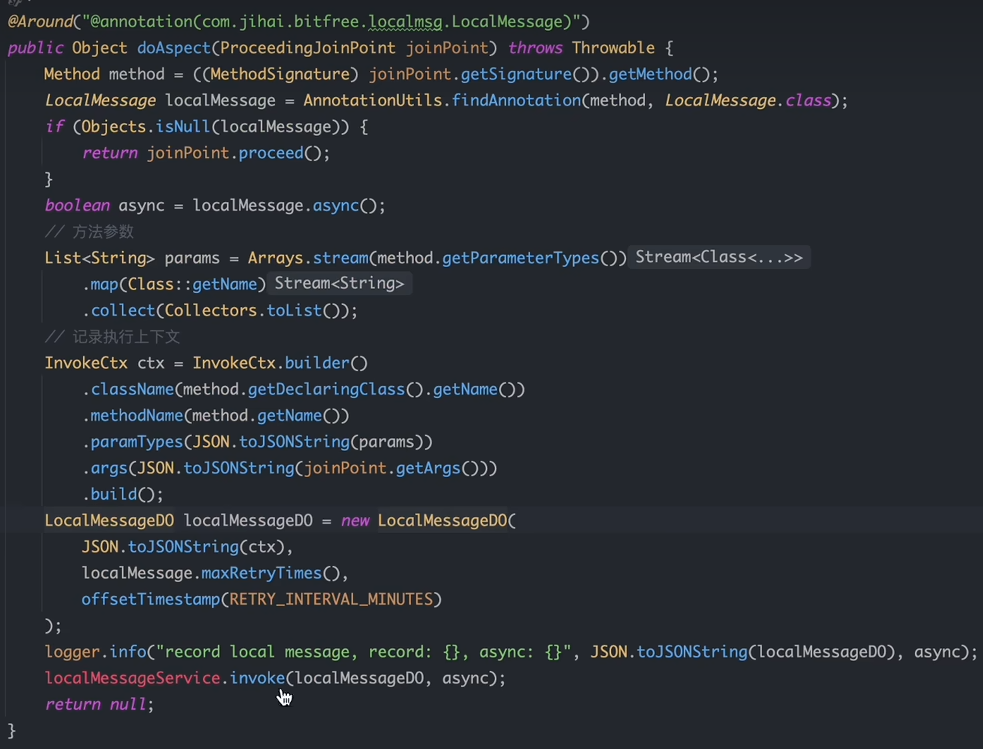 @Around("@annotation(com.jihai.bitfree.localmsg.LocalMessage)")
public Object doAspect(ProceedingJoinPoint joinPoint) throws Throwable {
    Method method = ((MethodSignature) joinPoint.getSignature()).getMethod();
    LocalMessage localMessage = AnnotationUtils.findAnnotation(method, LocalMessage.class);
    if (Objects.isNull(localMessage)) {
        return joinPoint.proceed();
    }
    boolean async = localMessage.async();
    // 方法参数
    List<String> params = Arrays.stream(method.getParameterTypes()) Stream<Class<...>>
        .map(Class::getName) Stream<String>
        .collect(Collectors.toList());
    // 记录执行上下文
    InvokeCtx ctx = InvokeCtx.builder()
        .className(method.getDeclaringClass().getName())
        .methodName(method.getName())
        .paramTypes(JSON.toJSONString(params))
        .args(JSON.toJSONString(joinPoint.getArgs()))
        .build();
    LocalMessageDO localMessageDO = new LocalMessageDO(
        JSON.toJSONString(ctx),
        localMessage.maxRetryTimes(),
        offsetTimestamp(RETRY_INTERVAL_MINUTES)
    );
    logger.info("record local message, record: {}, async: {}", JSON.toJSONString(localMessageDO), async);
    localMessageService.invoke(localMessageDO, async);
    return null;
}